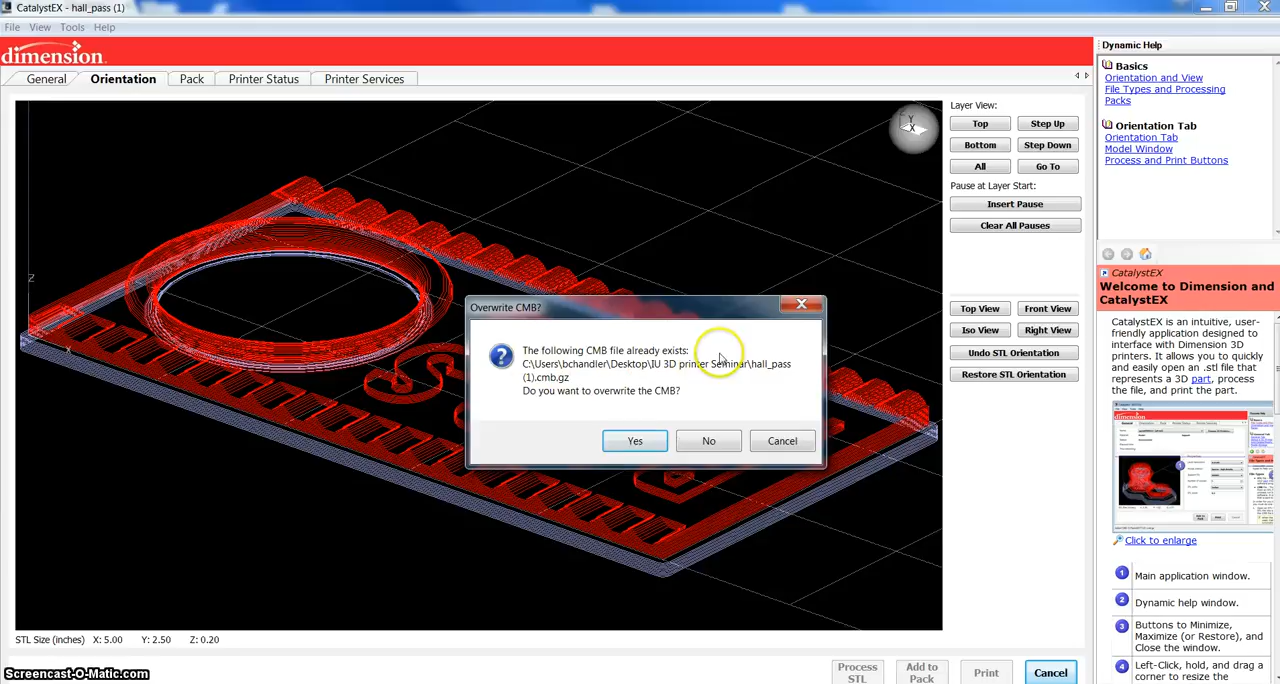 CatalystEX - hall_pass (1)
File View Tools Help
dimension
General Orientation Pack Printer Status Printer Services
Layer View:
Top Step Up
Bottom Step Down
All Go To
Pause at Layer Start:
Insert Pause
Clear All Pauses
Top View Front View
Iso View Right View
Undo STL Orientation
Restore STL Orientation
Y
X
Z
X
Overwrite CMB?
The following CMB file already exists:
C:\Users\bchandler\Desktop\IU 3D printer Seminar\hall_pass
(1).cmb.gz
Do you want to overwrite the CMB?
Yes No Cancel
STL Size (inches) X: 5.00 Y: 2.50 Z: 0.20
Process STL
Add to Pack
Print
Cancel
Screencast-O-Matic.com
Dynamic Help
Basics
Orientation and View
File Types and Processing
Packs
Orientation Tab
Orientation Tab
Model Window
Process and Print Buttons
CatalystEX
Welcome to Dimension and
CatalystEX
CatalystEX is an intuitive, user-
friendly application designed to
interface with Dimension 3D
printers. It allows you to quickly
and easily open an .stl file that
represents a 3D part, process
the file, and print the part.
Click to enlarge
1 Main application window.
2 Dynamic help window.
3 Buttons to Minimize,
Maximize (or Restore), and
Close the window.
4 Left-Click, hold, and drag a
corner to resize the